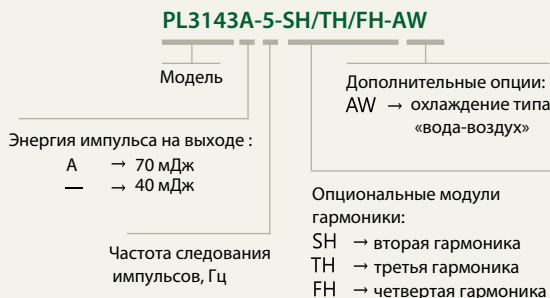 PL3143A-5-SH/TH/FH-AW
Модель
Дополнительные опции:
AW → охлаждение типа
«вода-воздух»
Энергия импульса на выходе :
A → 70 мДж
— → 40 мДж
Опциональные модули
гармоники:
SH → вторая гармоника
TH → третья гармоника
FH → четвертая гармоника
Частота следования
импульсов, Гц